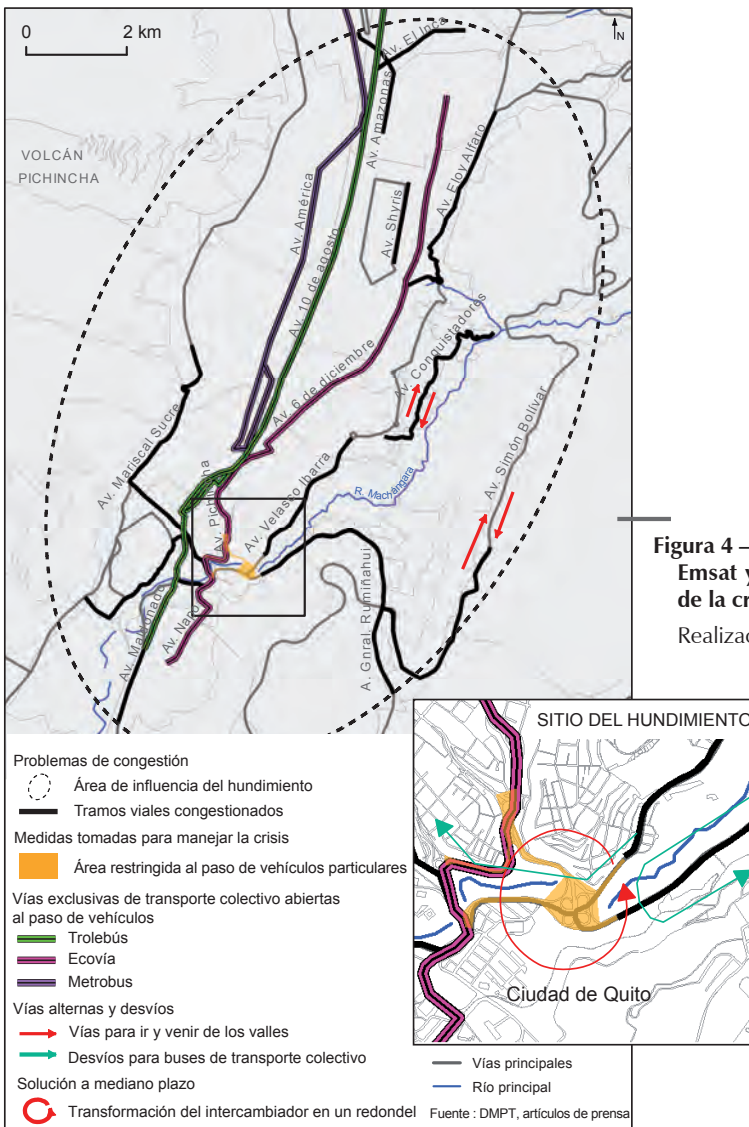 0 2 km
N
VOLCÁN
PICHINCHA
Av. El Inca
Av. Amazonas
Av. América
Av. 10 de agosto
Av. Shyris
Av. Eloy Alfaro
Av. Conquistadores
Av. 6 de diciembre
Av. Mariscal Sucre
Av. Simón Bolívar
Av. Pichincha
Av. Velasco Ibarra
R. Machángara
Av. Maldonado
Av. Napo
A. Gnral. Rumiñahui
Figura 4 –
Emsat y
de la cr
Realizac
SITIO DEL HUNDIMIENTO
Ciudad de Quito
Problemas de congestión
Área de influencia del hundimiento
Tramos viales congestionados
Medidas tomadas para manejar la crisis
Área restringida al paso de vehículos particulares
Vías exclusivas de transporte colectivo abiertas
al paso de vehículos
Trolebús
Ecovía
Metrobus
Vías alternas y desvíos
Vías para ir y venir de los valles
Desvíos para buses de transporte colectivo
Solución a mediano plazo
Transformación del intercambiador en un redondel
Vías principales
Río principal
Fuente : DMPT, artículos de prensa